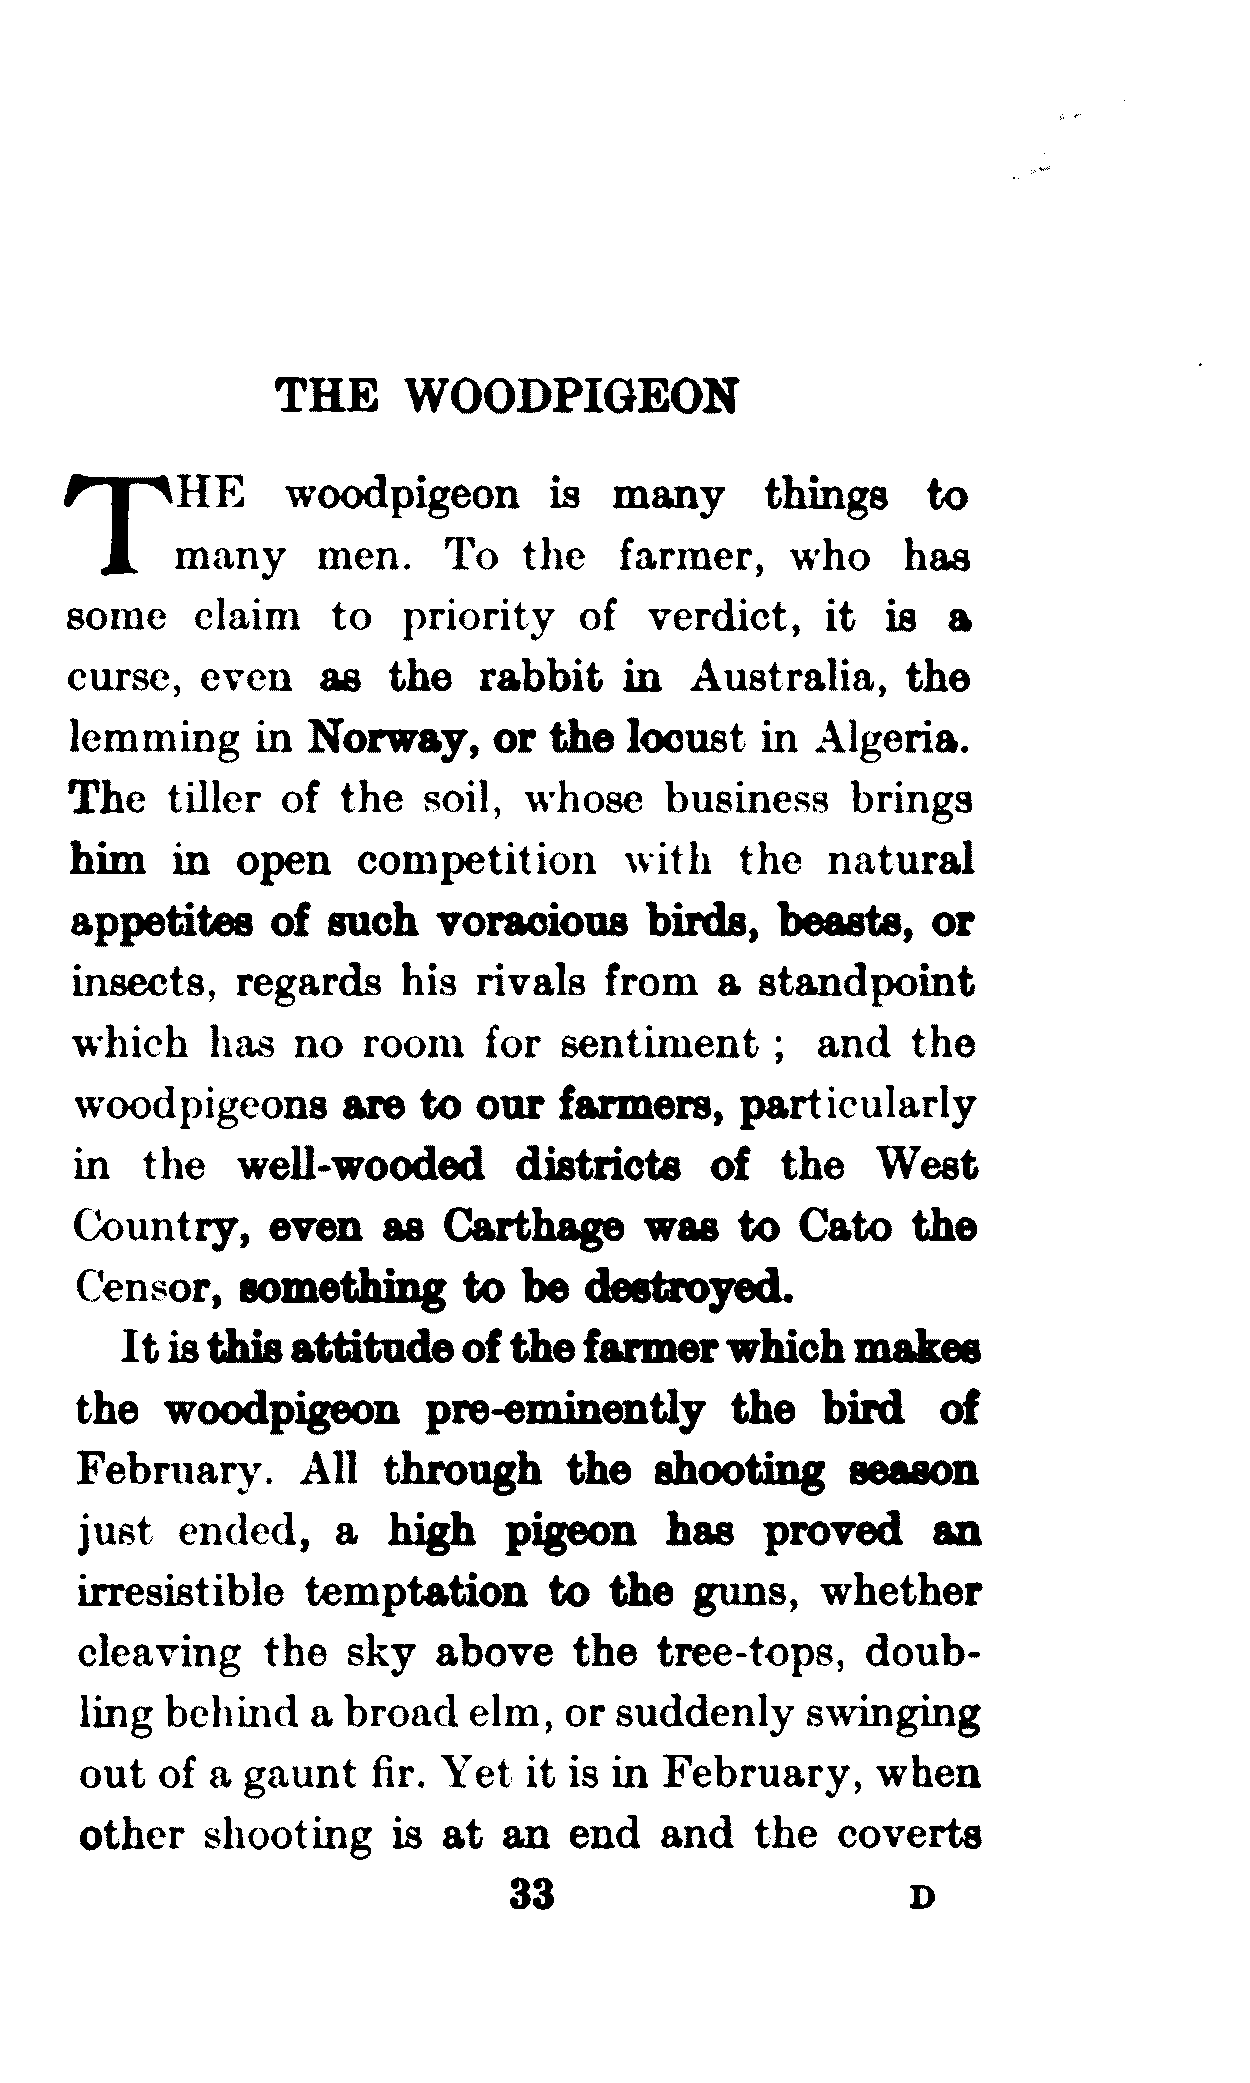 THE WOODPIGEON
THE woodpigeon is many things to
many men. To the farmer, who has
some claim to priority of verdict, it is a
curse, even as the rabbit in Australia, the
lemming in Norway, or the locust in Algeria.
The tiller of the soil, whose business brings
him in open competition with the natural
appetites of such voracious birds, beasts, or
insects, regards his rivals from a standpoint
which has no room for sentiment ; and the
woodpigeons are to our farmers, particularly
in the well-wooded districts of the West
Country, even as Carthage was to Cato the
Censor, something to be destroyed.
It is this attitude of the farmer which makes
the woodpigeon pre-eminently the bird of
February. All through the shooting season
just ended, a high pigeon has proved an
irresistible temptation to the guns, whether
cleaving the sky above the tree-tops, doub-
ling behind a broad elm, or suddenly swinging
out of a gaunt fir. Yet it is in February, when
other shooting is at an end and the coverts
33 D